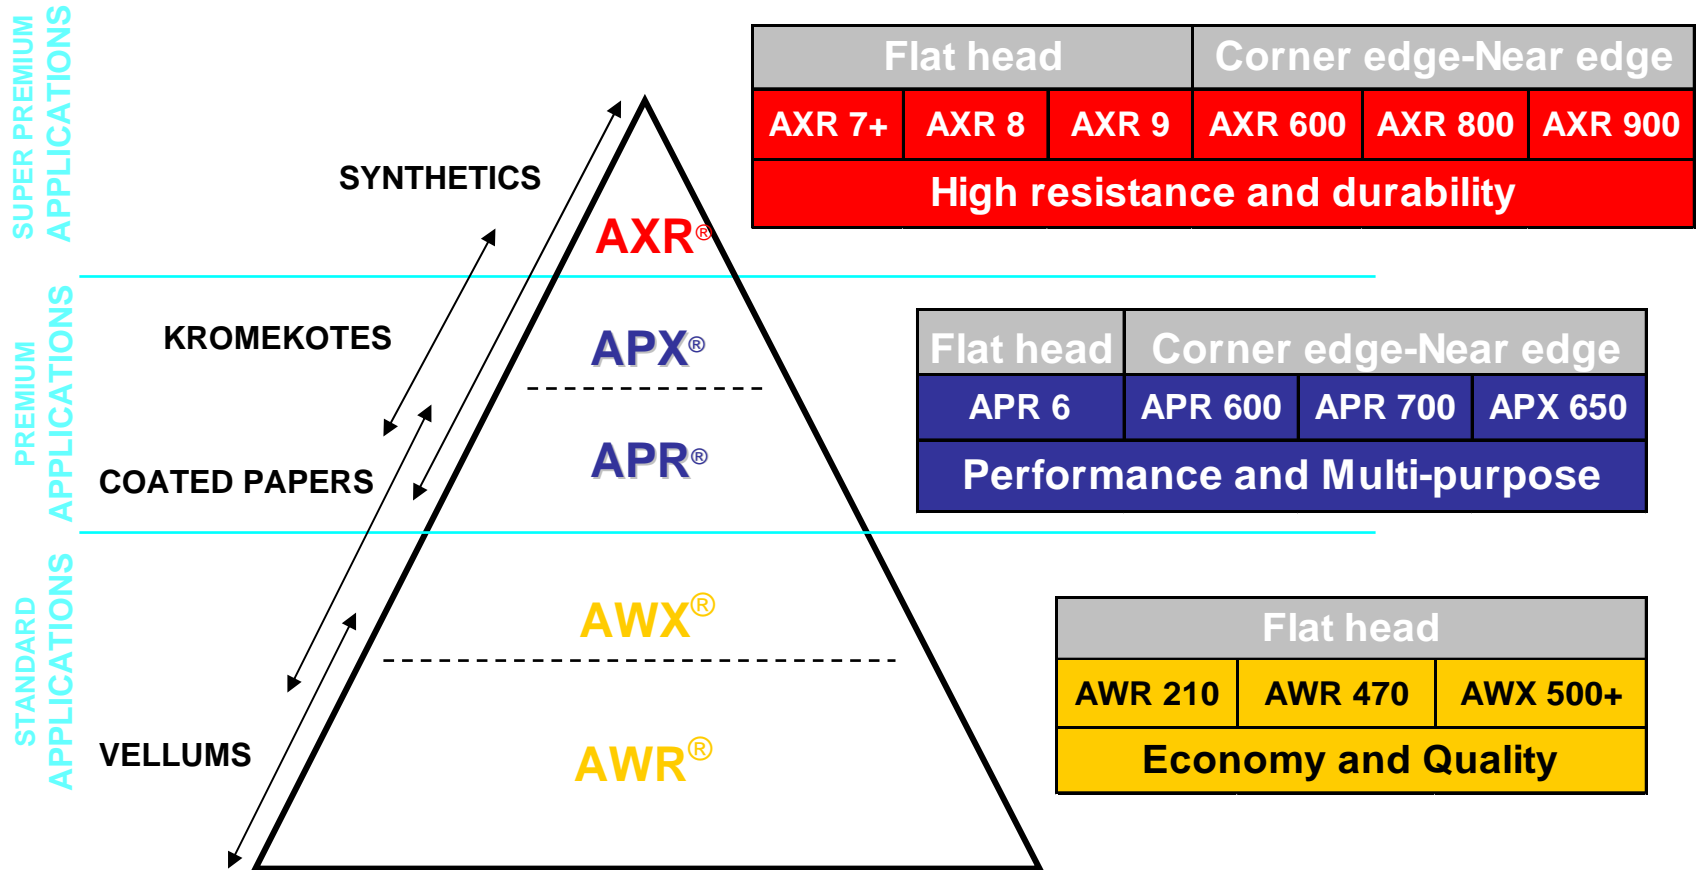 SUPER PREMIUM
APPLICATIONS
Flat head Corner edge-Near edge
AXR 7+ AXR 8 AXR 9 AXR 600 AXR 800 AXR 900
High resistance and durability
SYNTHETICS
AXR®
PREMIUM
APPLICATIONS
KROMEKOTES
APX®
Flat head Corner edge-Near edge
APR 6 APR 600 APR 700 APX 650
Performance and Multi-purpose
COATED PAPERS
APR®
STANDARD
APPLICATIONS
AWX®
Flat head
AWR 210 AWR 470 AWX 500+
Economy and Quality
VELLUMS
AWR®